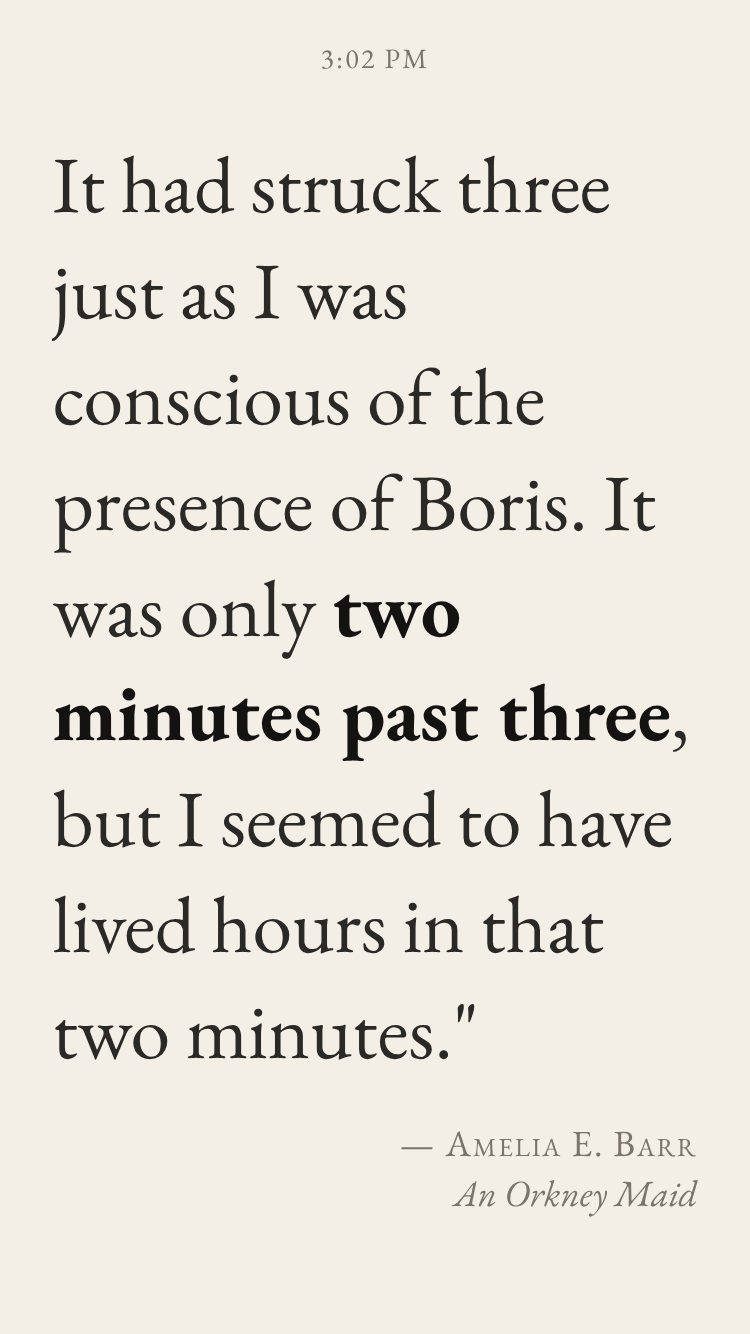 3:02 PM
It had struck three
just as I was
conscious of the
presence of Boris. It
was only two
minutes past three,
but I seemed to have
lived hours in that
two minutes."
— Amelia E. Barr
An Orkney Maid